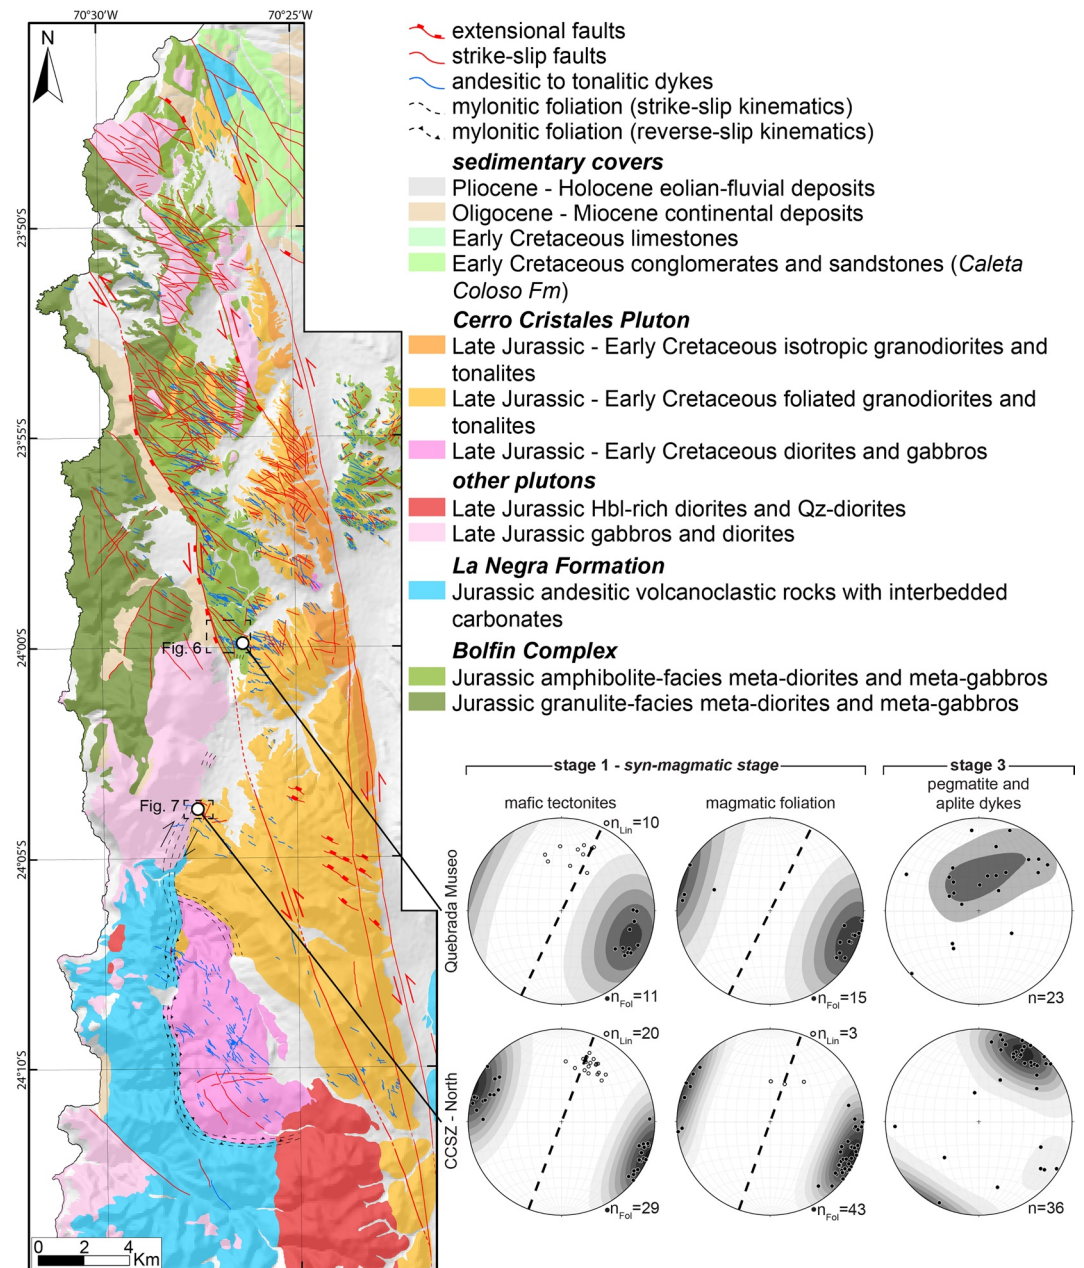 70°30'W
70°25'W
N
23°50'S
23°55'S
24°00'S
24°05'S
24°10'S
Fig. 6
Fig. 7
0 2 4
Km
extensional faults
strike-slip faults
andesitic to tonalitic dykes
mylonitic foliation (strike-slip kinematics)
mylonitic foliation (reverse-slip kinematics)
sedimentary covers
Pliocene - Holocene eolian-fluvial deposits
Oligocene - Miocene continental deposits
Early Cretaceous limestones
Early Cretaceous conglomerates and sandstones (Caleta
Coloso Fm)
Cerro Cristales Pluton
Late Jurassic - Early Cretaceous isotropic granodiorites and
tonalites
Late Jurassic - Early Cretaceous foliated granodiorites and
tonalites
Late Jurassic - Early Cretaceous diorites and gabbros
other plutons
Late Jurassic Hbl-rich diorites and Qz-diorites
Late Jurassic gabbros and diorites
La Negra Formation
Jurassic andesitic volcanoclastic rocks with interbedded
carbonates
Bolfin Complex
Jurassic amphibolite-facies meta-diorites and meta-gabbros
Jurassic granulite-facies meta-diorites and meta-gabbros
stage 1 - syn-magmatic stage
stage 3
mafic tectonites
magmatic foliation
pegmatite and
aplite dykes
Quebrada Museo
nLin=10
nFol=11
nFol=15
n=23
CCSZ - North
nLin=20
nLin=3
nFol=29
nFol=43
n=36